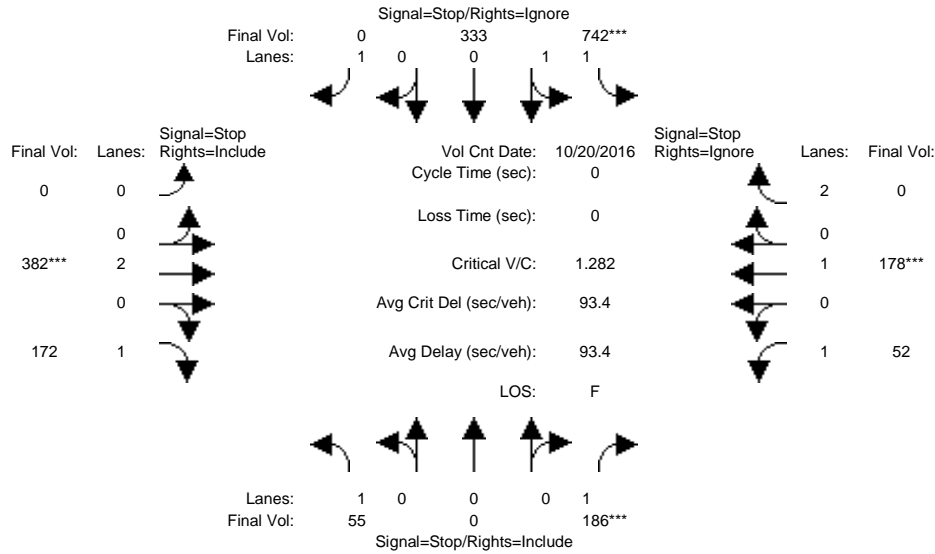 Signal=Stop/Rights=Ignore
Final Vol: 0 333 742***
Lanes: 1 0 0 1 1
Signal=Stop
Final Vol: Lanes: Rights=Include
Vol Cnt Date: 10/20/2016
Signal=Stop
Rights=Ignore Lanes: Final Vol:
Cycle Time (sec): 0
0 0
2 0
Loss Time (sec): 0
0
0
382*** 2
Critical V/C: 1.282
1 178***
0
Avg Crit Del (sec/veh): 93.4
0
172 1
Avg Delay (sec/veh): 93.4
1 52
LOS: F
Lanes: 1 0 0 0 1
Final Vol: 55 0 186***
Signal=Stop/Rights=Include